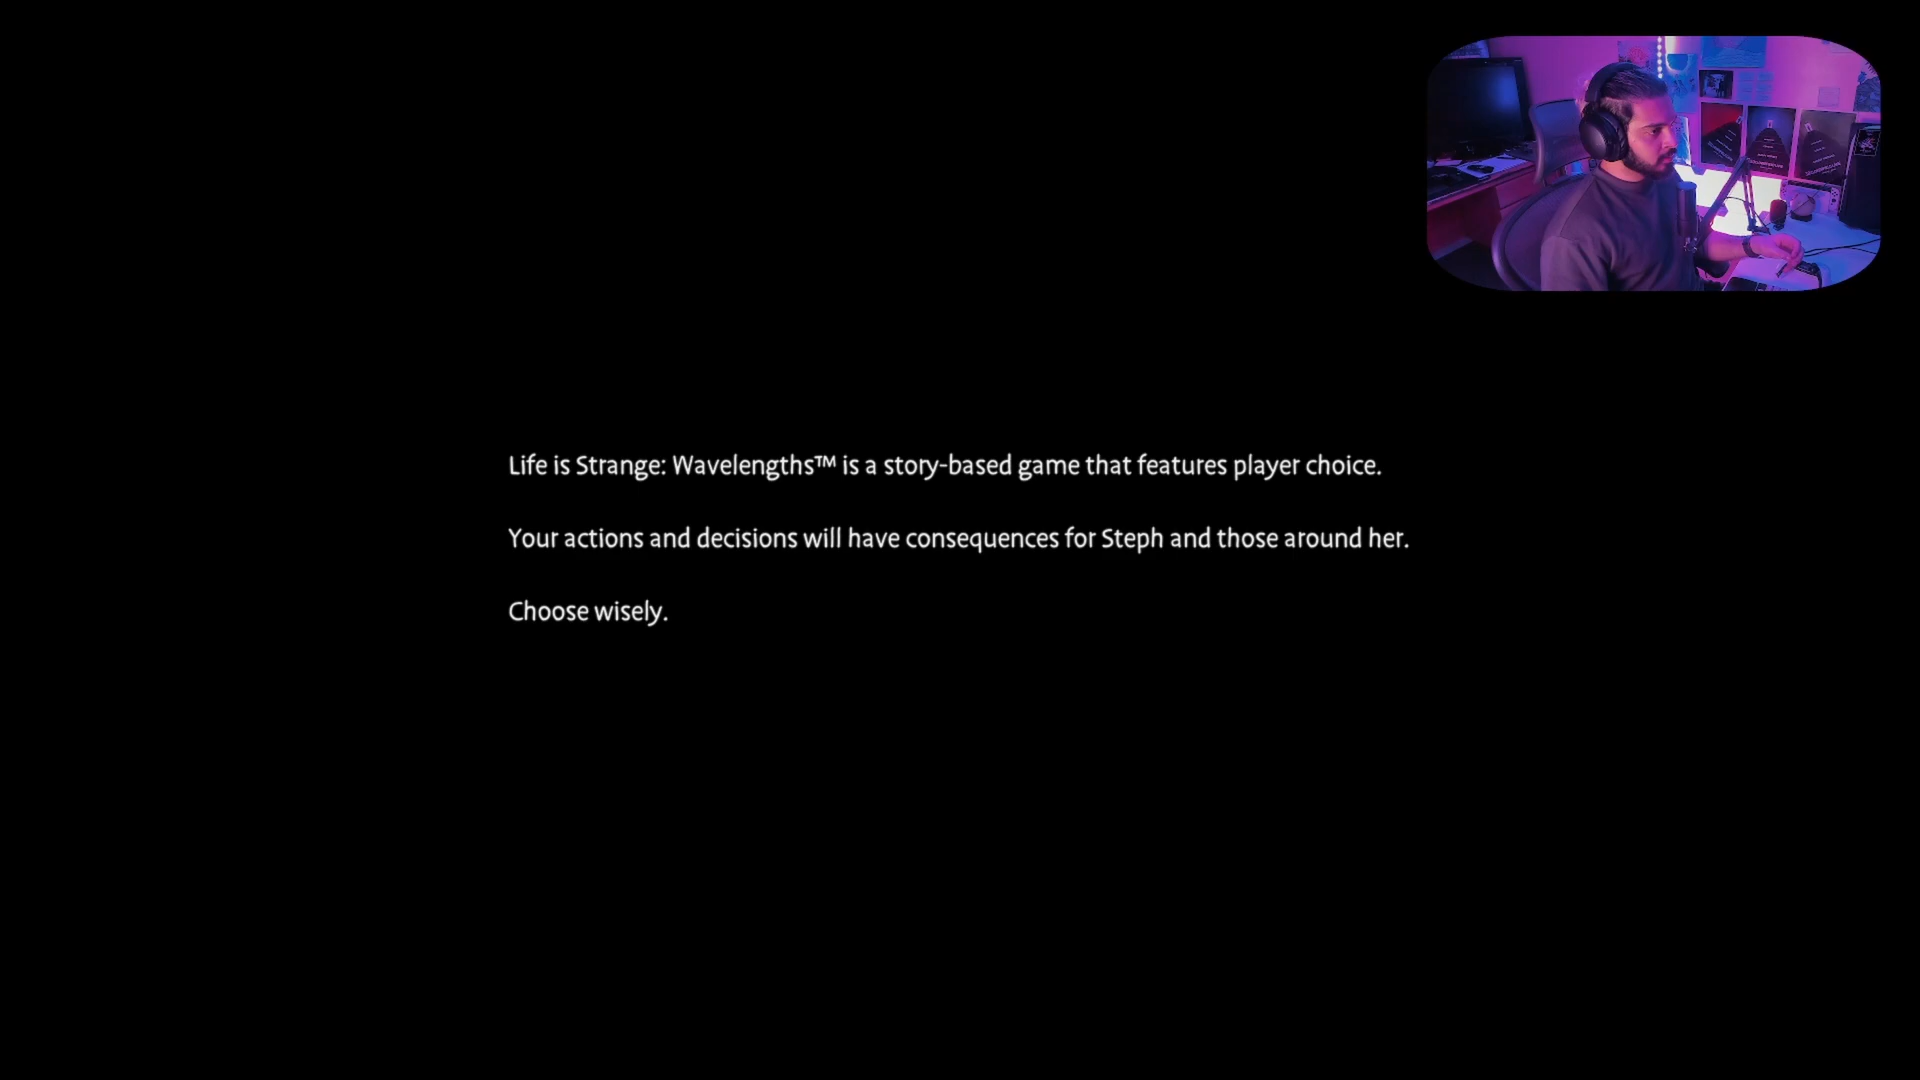 Life is Strange: Wavelengths™ is a story-based game that features player choice.
Your actions and decisions will have consequences for Steph and those around her.
Choose wisely.